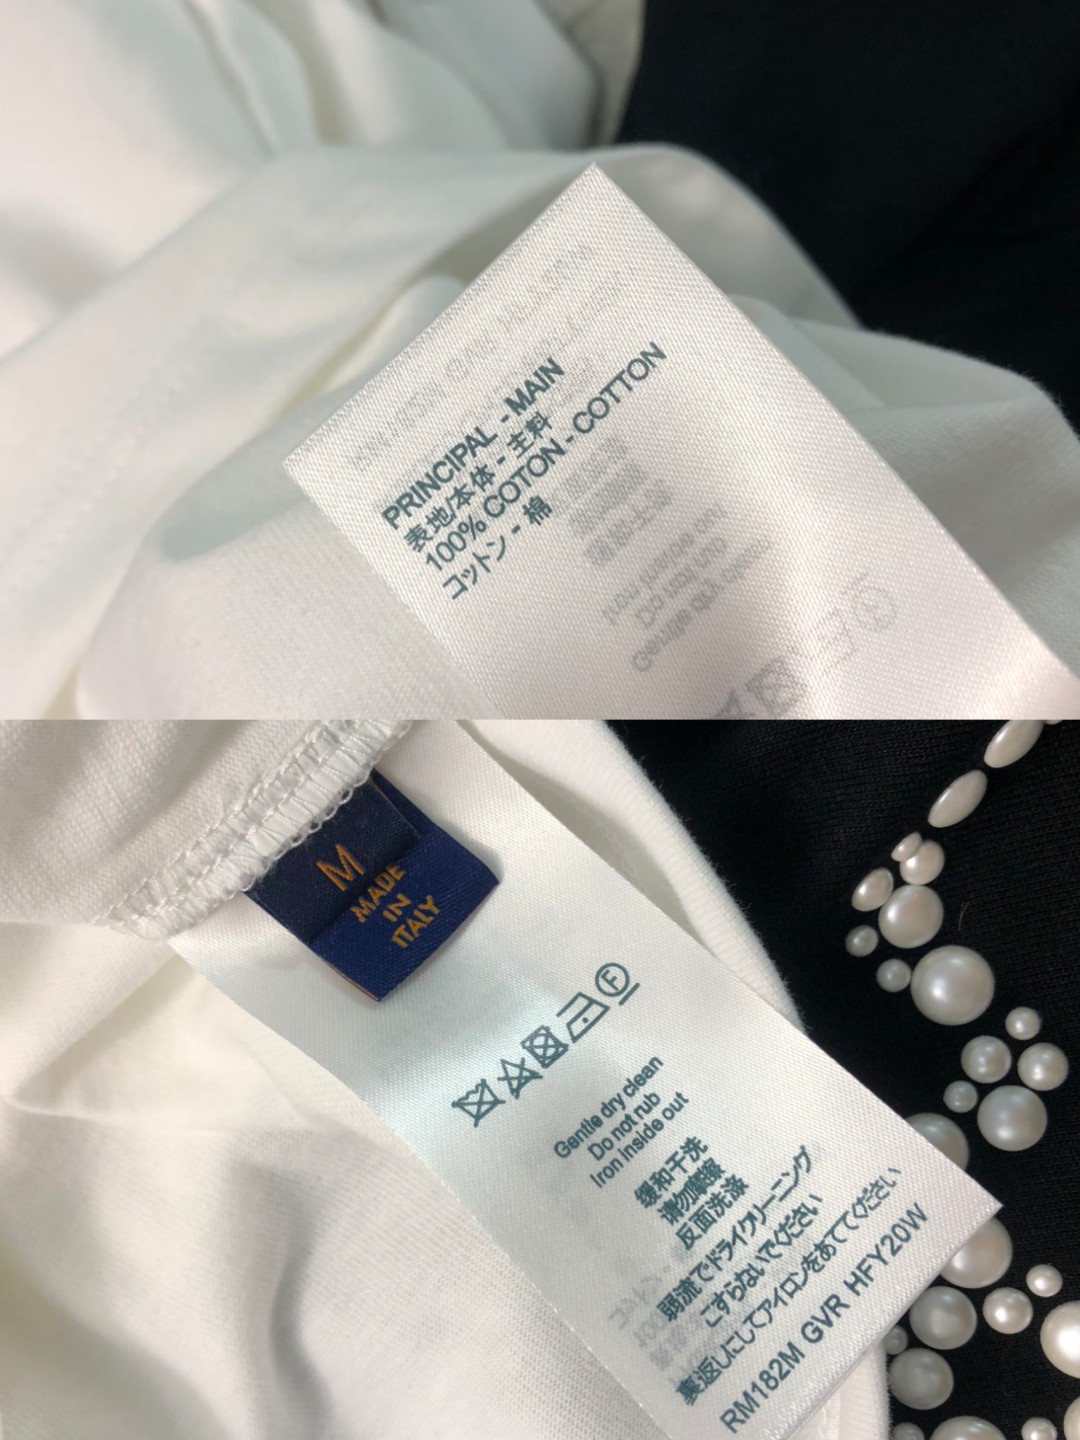 PRINCIPAL - MAIN
表地/本体 - 主料
100% COTON - COTTON
コットン - 棉
M
MADE
IN
ITALY
Gentle dry clean
Do not rub
Iron inside out
缓和干洗
请勿摩擦
反面洗涤
弱流でドライクリーニング
こすらないでください
裏返しにしてアイロンをあててください
RM182M GVR HFY20W